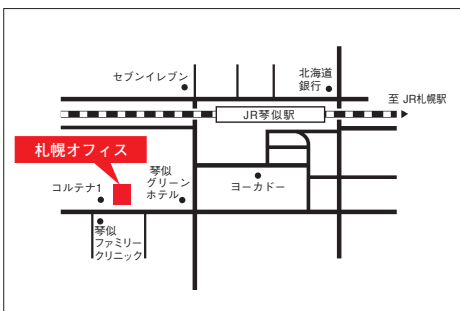 セブンイレブン
北海道
銀行
至 JR札幌駅
JR琴似駅
札幌オフィス
コルテナ1
琴似
グリーン
ホテル
ヨーカドー
琴似
ファミリー
クリニック